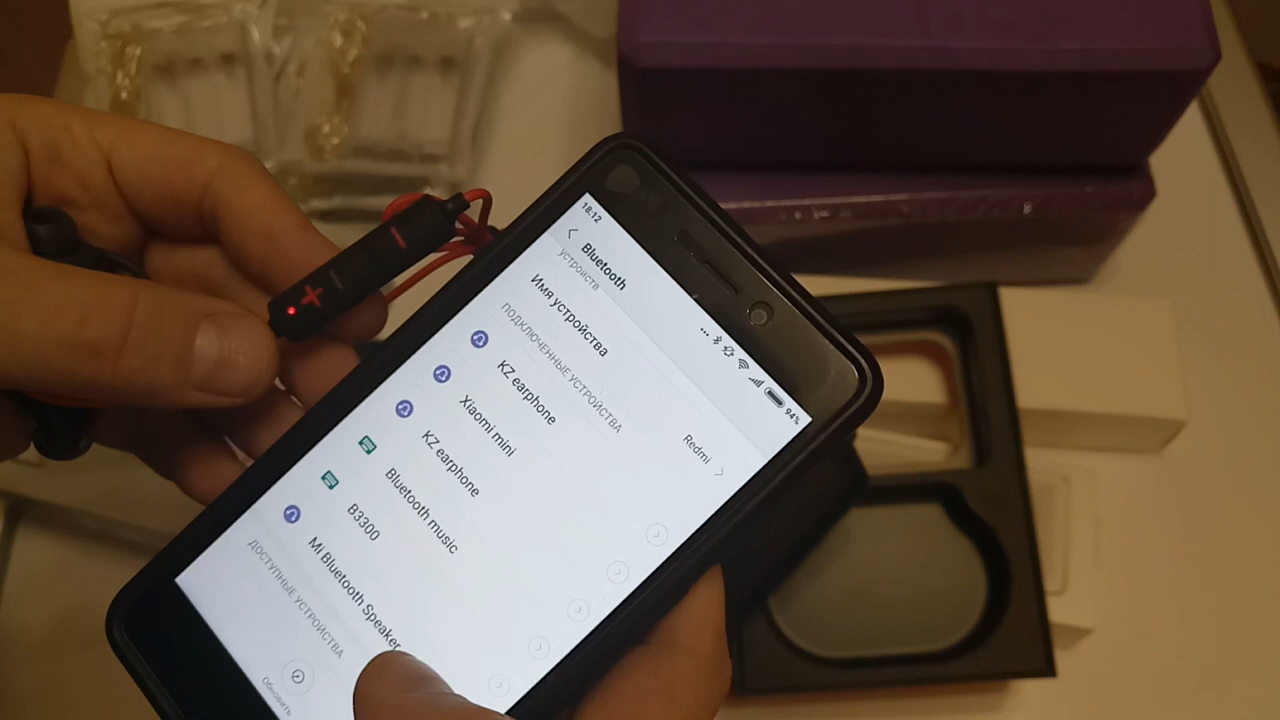 18:12
94%
Bluetooth
устройств
Имя устройства
Redmi
ПОДКЛЮЧЕННЫЕ УСТРОЙСТВА
KZ earphone
Xiaomi mini
KZ earphone
Bluetooth music
B3300
MI Bluetooth Speaker
ДОСТУПНЫЕ УСТРОЙСТВА
Обновить